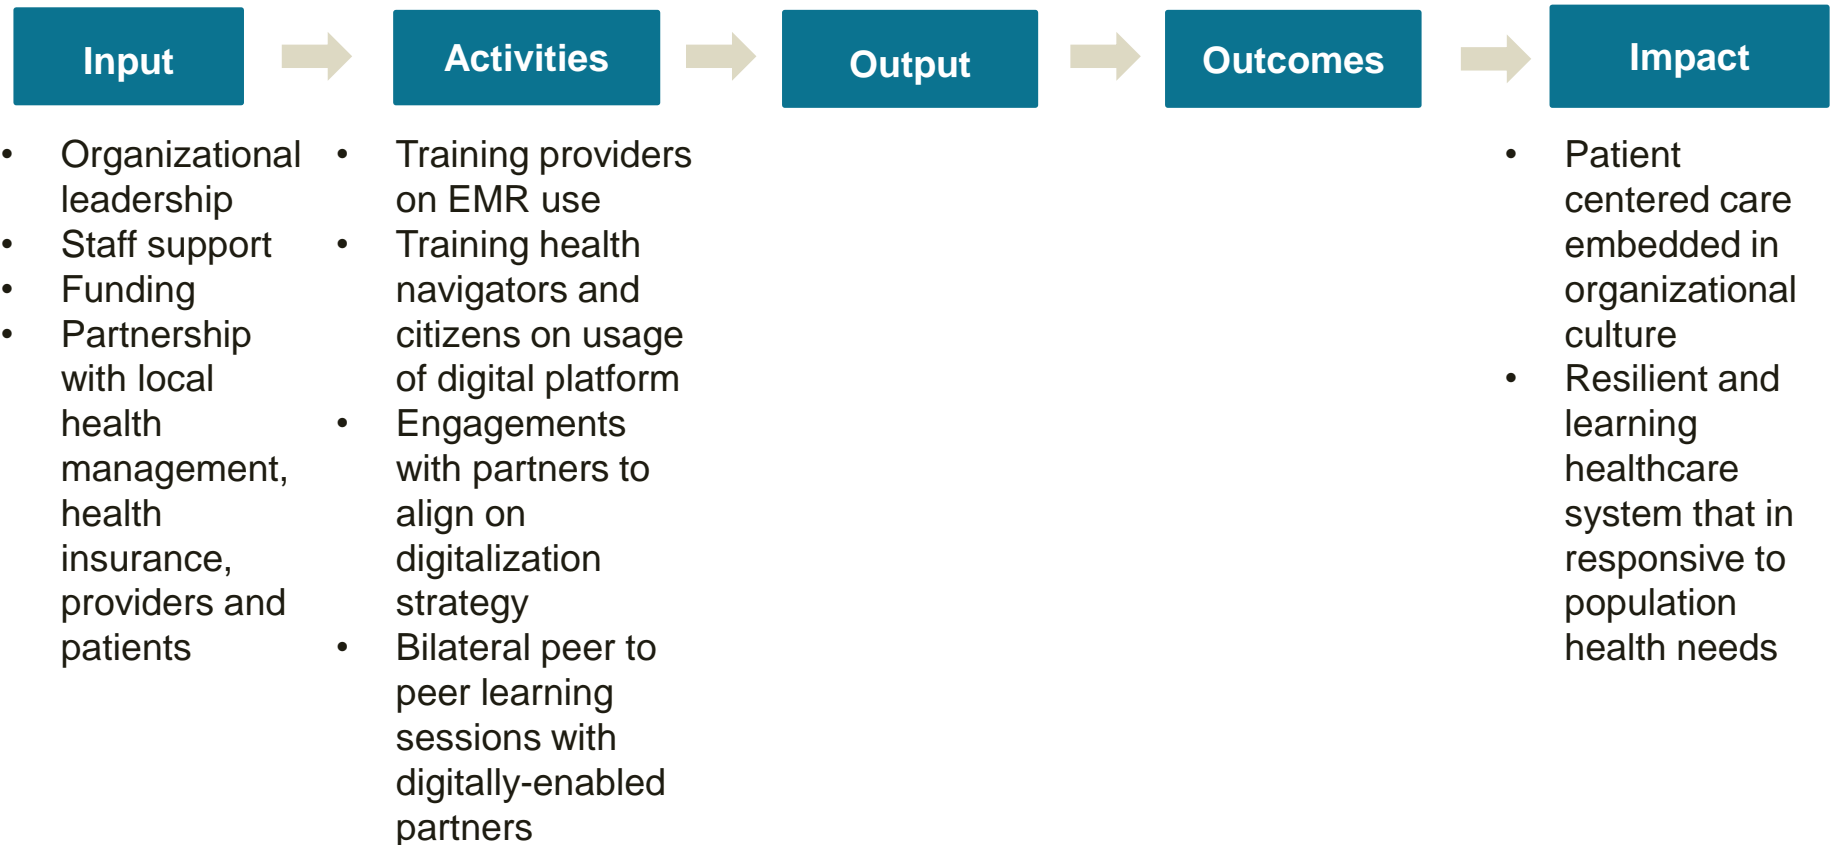 Input
Activities
Output
Outcomes
Impact
• Organizational
leadership
• Staff support
• Funding
• Partnership
with local
health
management,
health
insurance,
providers and
patients
• Training providers
on EMR use
• Training health
navigators and
citizens on usage
of digital platform
• Engagements
with partners to
align on
digitalization
strategy
• Bilateral peer to
peer learning
sessions with
digitally-enabled
partners
• Patient
centered care
embedded in
organizational
culture
• Resilient and
learning
healthcare
system that in
responsive to
population
health needs